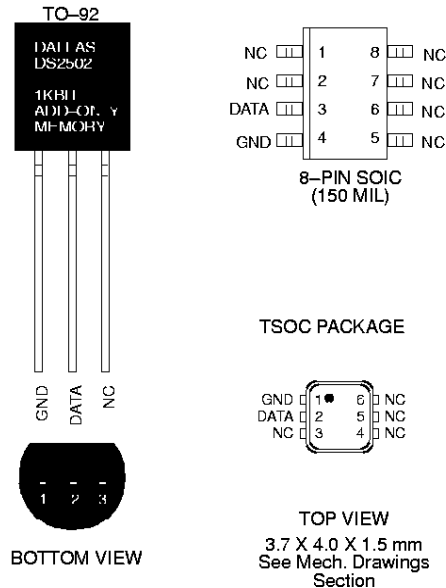 TO–92
DALLAS
DS2502
1KBIT
ADD–ONLY
MEMORY
GND
DATA
NC
1 2 3
BOTTOM VIEW
NC 1 8 NC
NC 2 7 NC
DATA 3 6 NC
GND 4 5 NC
8–PIN SOIC
(150 MIL)
TSOC PACKAGE
GND 1 6 NC
DATA 2 5 NC
NC 3 4 NC
TOP VIEW
3.7 X 4.0 X 1.5 mm
See Mech. Drawings
Section